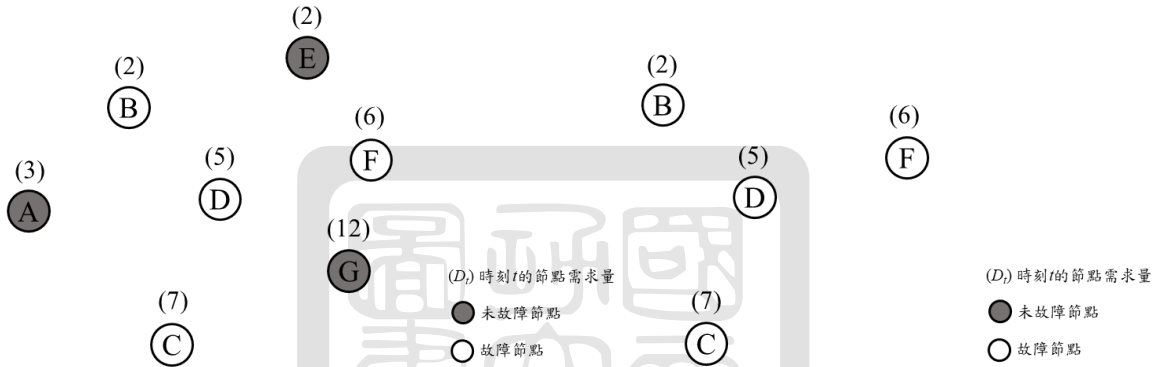 (2)
E
(2)
B
(6)
F
(5)
D
(3)
A
(12)
G
(7)
C
(Dt) 時刻t的節點需求量
未故障節點
故障節點
(2)
B
(6)
F
(5)
D
(7)
C
(Dt) 時刻t的節點需求量
未故障節點
故障節點